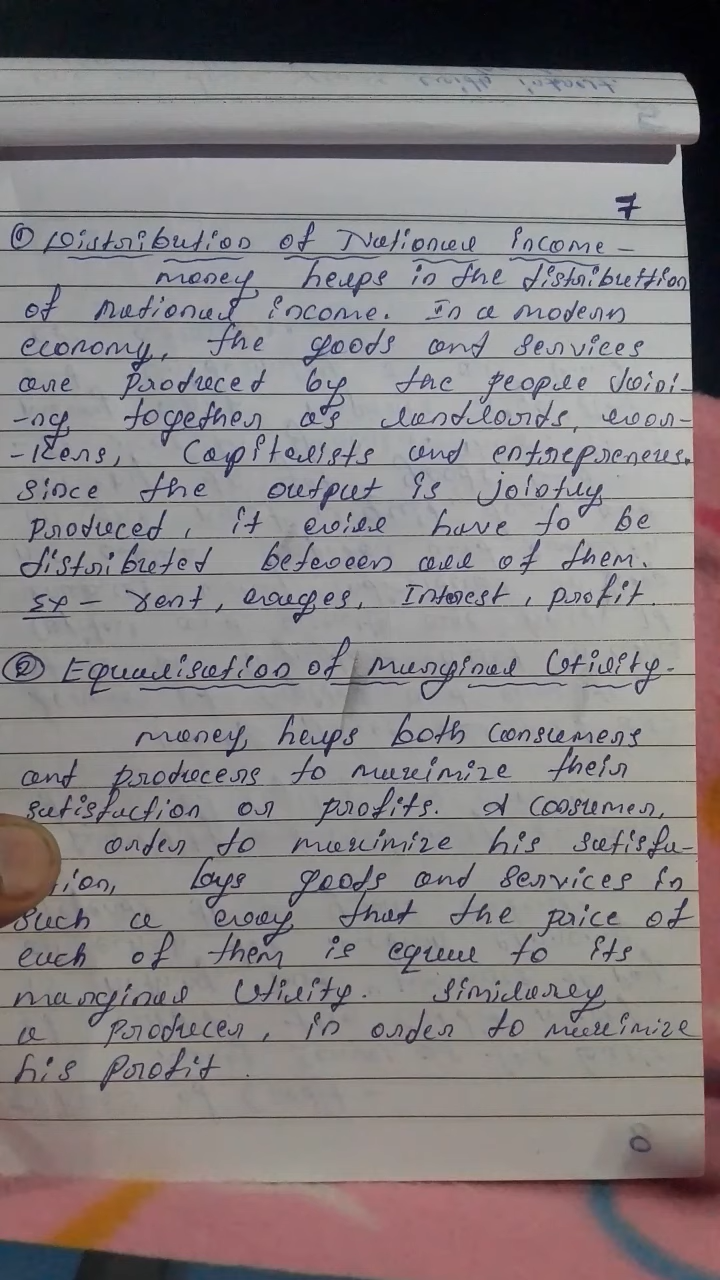 7
① Distribution of National income -
money helps in the distribution
of national income. In a modern
economy, the goods and services
are produced by the people joini-
-ng together as landlords, wor-
-kers, Capitalists and entrepreneus.
Since the output is jointly
produced, it will have to be
distributed between all of them.
Ex - rent, wages, Interest, profit.
② Equalisation of marginal Utility.
money helps both consumers
and producers to maximize their
satisfaction or profits. A consumer,
order to maximize his satisfa-
tion, goods and services in
such a way that the price of
each of them is equal to its
marginal Utility. Similarly
a producer, in order to maximize
his profit.